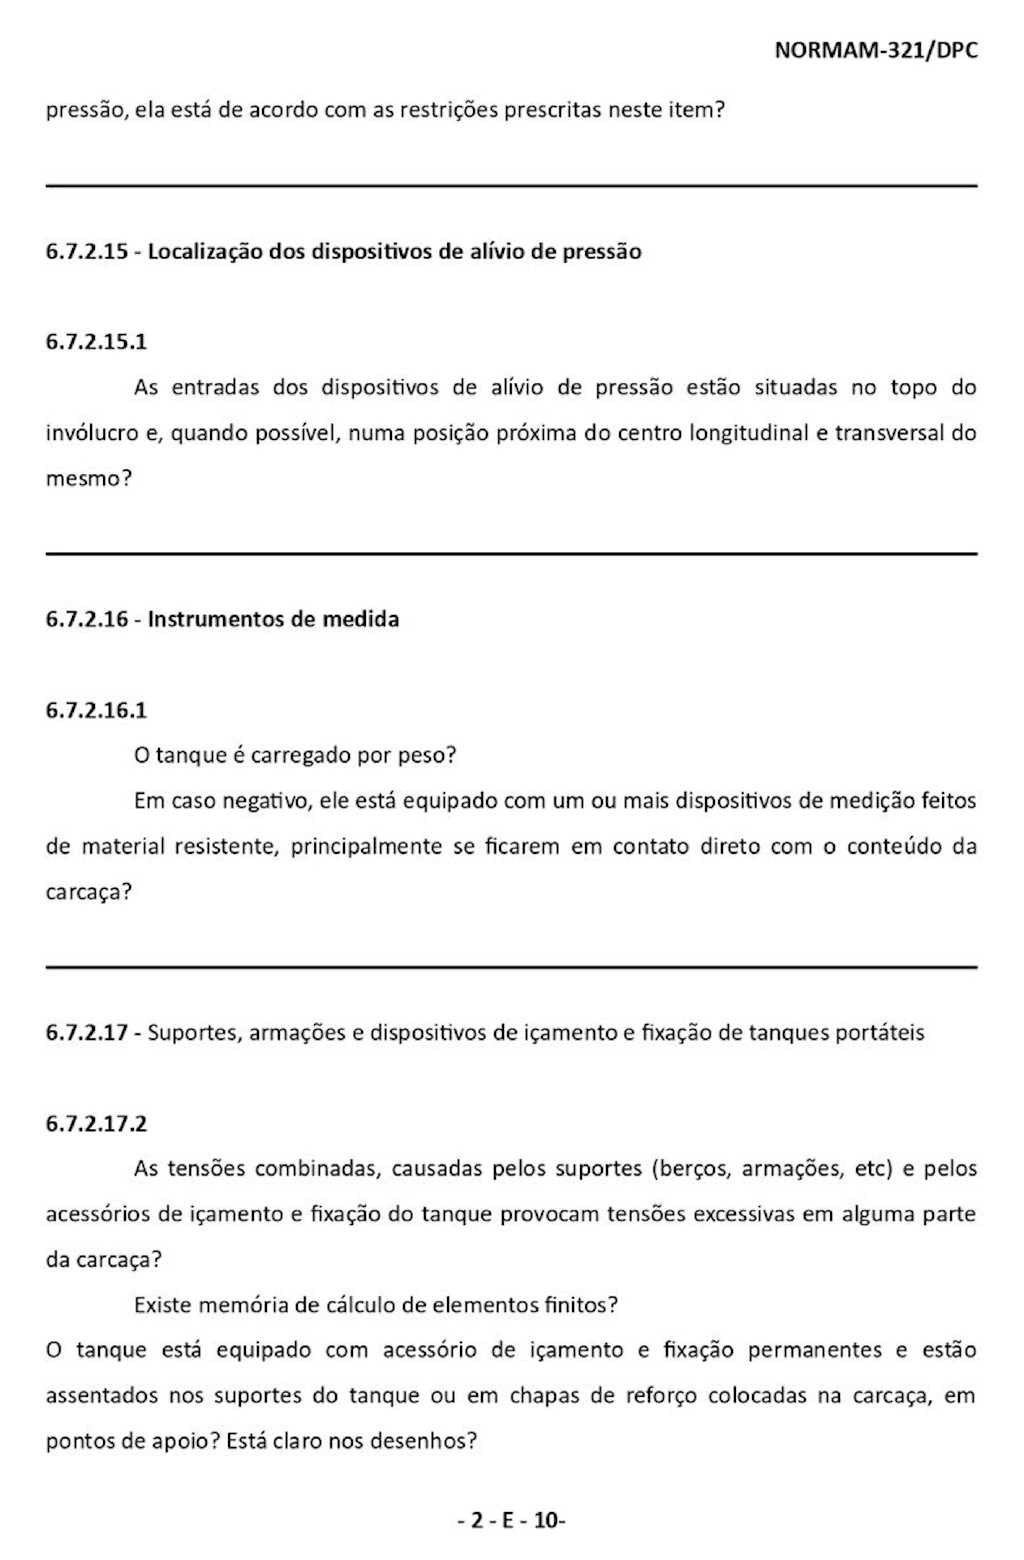 NORMAM-321/DPC
pressão, ela está de acordo com as restrições prescritas neste item?
6.7.2.15 - Localização dos dispositivos de alívio de pressão
6.7.2.15.1
As entradas dos dispositivos de alívio de pressão estão situadas no topo do
invólucro e, quando possível, numa posição próxima do centro longitudinal e transversal do
mesmo?
6.7.2.16 - Instrumentos de medida
6.7.2.16.1
O tanque é carregado por peso?
Em caso negativo, ele está equipado com um ou mais dispositivos de medição feitos
de material resistente, principalmente se ficarem em contato direto com o conteúdo da
carcaça?
6.7.2.17 - Suportes, armações e dispositivos de içamento e fixação de tanques portáteis
6.7.2.17.2
As tensões combinadas, causadas pelos suportes (berços, armações, etc) e pelos
acessórios de içamento e fixação do tanque provocam tensões excessivas em alguma parte
da carcaça?
Existe memória de cálculo de elementos finitos?
O tanque está equipado com acessório de içamento e fixação permanentes e estão
assentados nos suportes do tanque ou em chapas de reforço colocadas na carcaça, em
pontos de apoio? Está claro nos desenhos?
- 2 - E - 10-